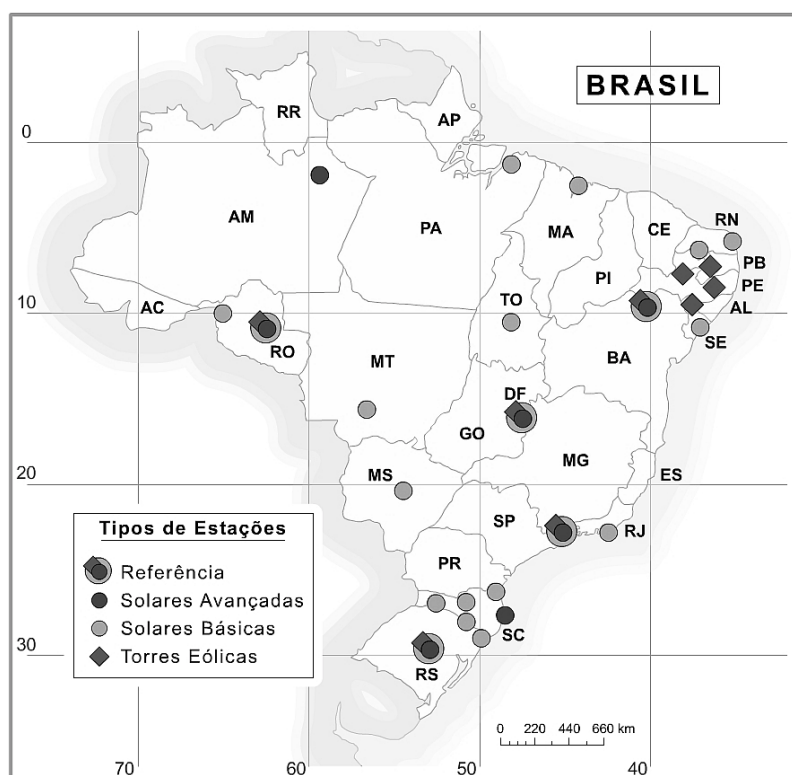 BRASIL
RR
AP
0
AM
PA
MA
CE
RN
PB
PI
PE
TO
AL
10
AC
SE
RO
BA
MT
DF
GO
MG
MS
ES
20
SP
RJ
Tipos de Estações
Referência
Solares Avançadas
Solares Básicas
Torres Eólicas
PR
SC
30
RS
0 220 440 660 km
70 60 50 40